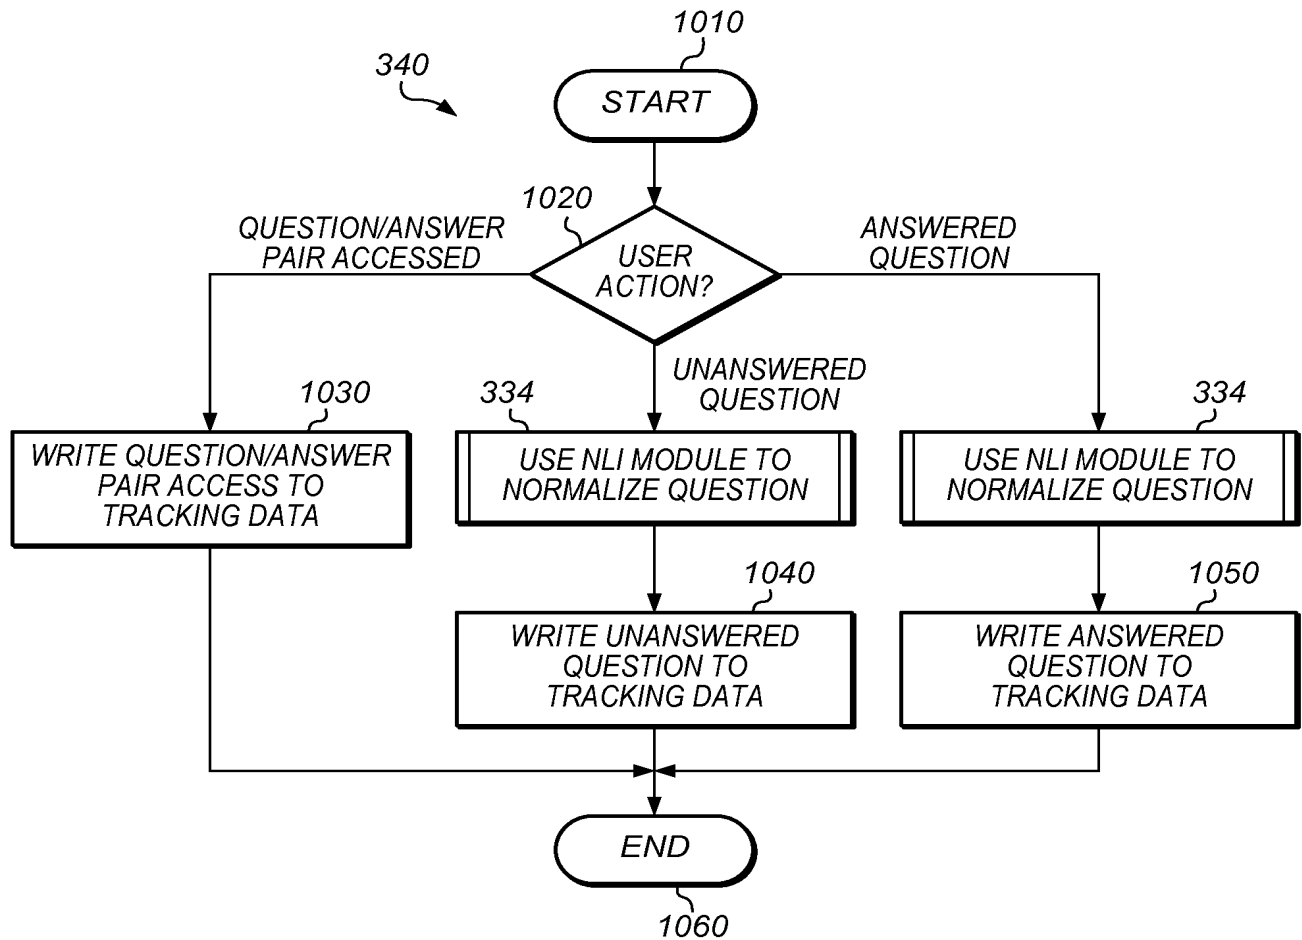 1010
340
START
1020
QUESTION/ANSWER
PAIR ACCESSED
USER
ACTION?
ANSWERED
QUESTION
UNANSWERED
QUESTION
1030
WRITE QUESTION/ANSWER
PAIR ACCESS TO
TRACKING DATA
334
USE NLI MODULE TO
NORMALIZE QUESTION
334
USE NLI MODULE TO
NORMALIZE QUESTION
1040
WRITE UNANSWERED
QUESTION TO
TRACKING DATA
1050
WRITE ANSWERED
QUESTION TO
TRACKING DATA
END
1060